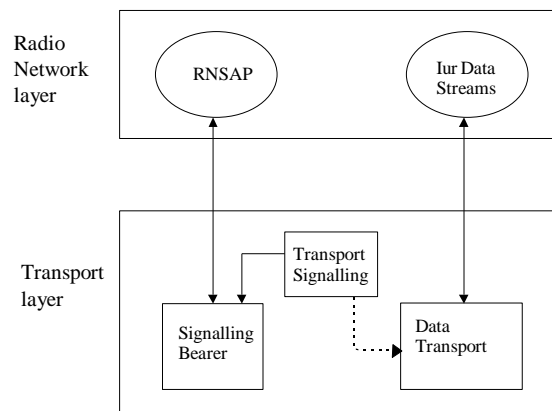 Radio
Network
layer
RNSAP
Iur Data
Streams
Transport
layer
Transport
Signalling
Signalling
Bearer
Data
Transport